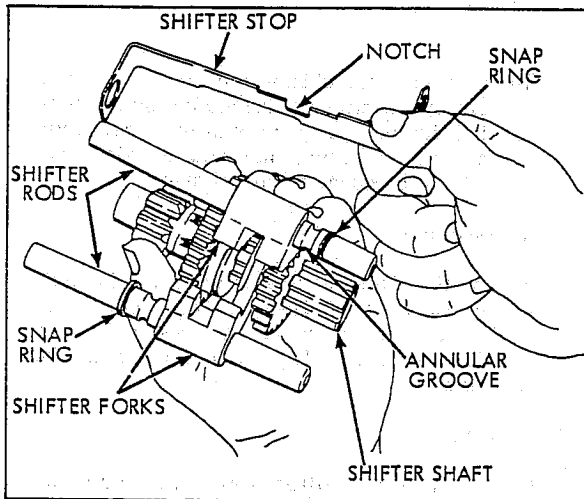 SHIFTER STOP
NOTCH
SNAP
RING
SHIFTER
RODS
SNAP
RING
ANNULAR
GROOVE
SHIFTER FORKS
SHIFTER SHAFT